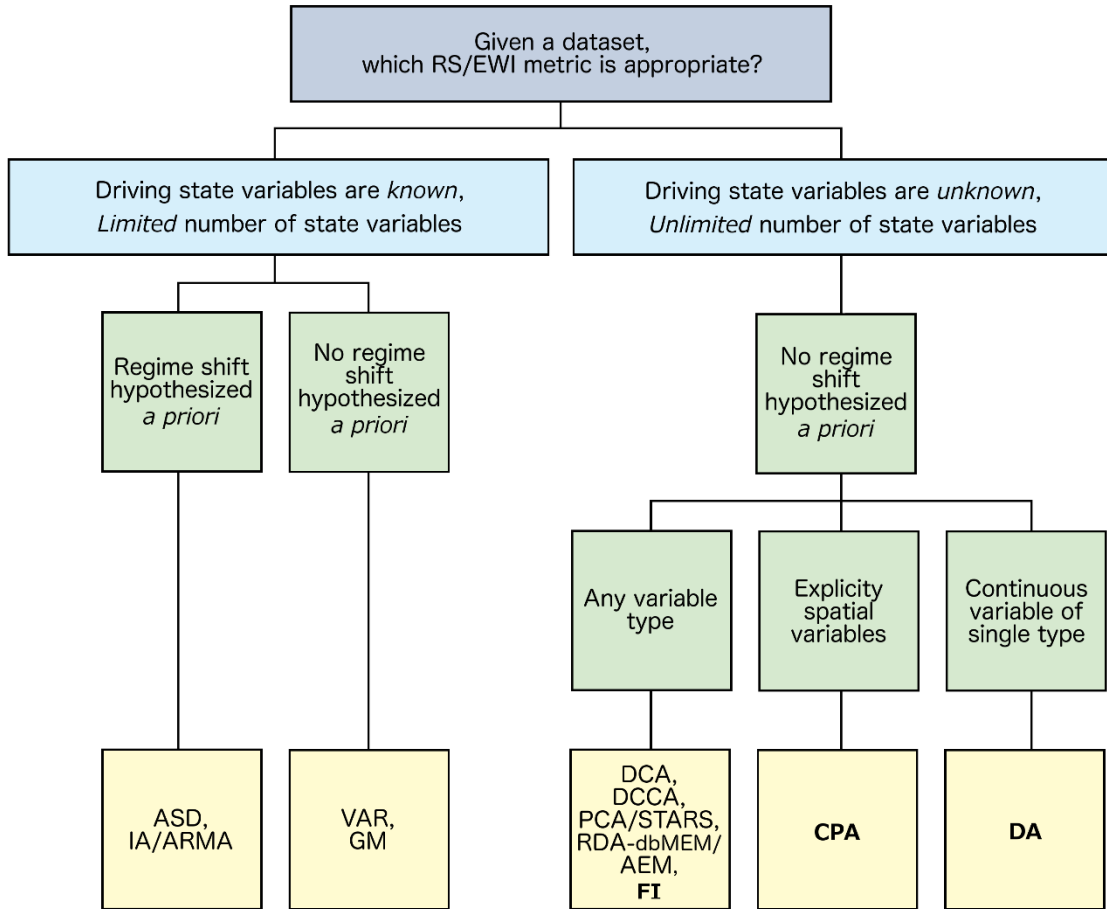 Given a dataset,
which RS/EWI metric is appropriate?
Driving state variables are known,
Limited number of state variables
Driving state variables are unknown,
Unlimited number of state variables
Regime shift
hypothesized
a priori
No regime
shift
hypothesized
a priori
No regime
shift
hypothesized
a priori
Any variable
type
Explicity
spatial
variables
Continuous
variable of
single type
ASD,
IA/ARMA
VAR,
GM
DCA,
DCCA,
PCA/STARS,
RDA-dbMEM/
AEM,
FI
CPA
DA